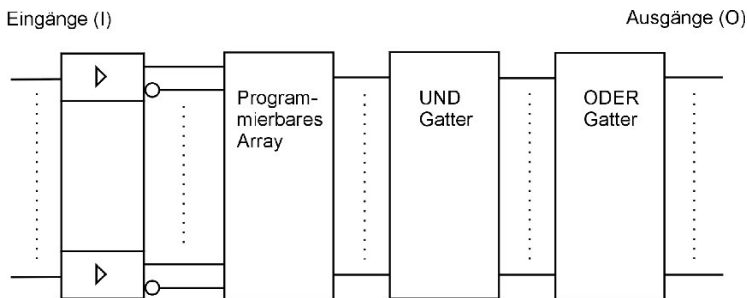 Eingänge (I)
Ausgänge (O)
Program-
mierbares
Array
UND
Gatter
ODER
Gatter